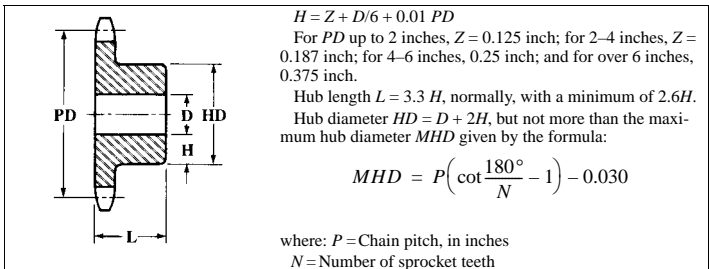 H = Z + D/6 + 0.01 PD
For PD up to 2 inches, Z = 0.125 inch; for 2–4 inches, Z =
0.187 inch; for 4–6 inches, 0.25 inch; and for over 6 inches,
0.375 inch.
Hub length L = 3.3 H, normally, with a minimum of 2.6H.
Hub diameter HD = D + 2H, but not more than the maxi-
mum hub diameter MHD given by the formula:
MHD = P(cot 180°/N – 1) – 0.030
where: P = Chain pitch, in inches
N = Number of sprocket teeth
PD
D
HD
H
L